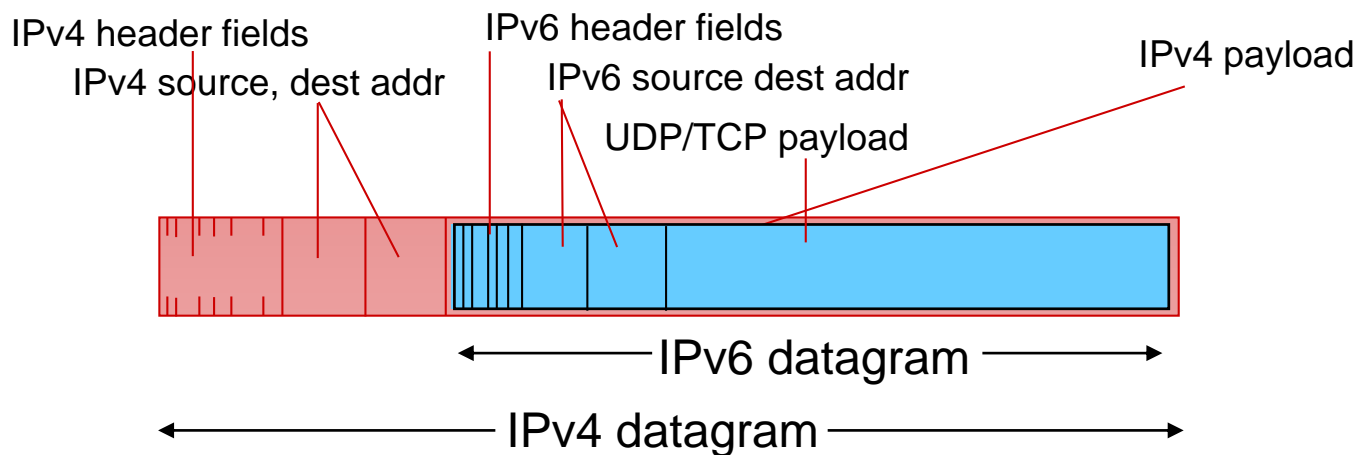 IPv4 header fields
IPv6 header fields
IPv4 payload
IPv4 source, dest addr
IPv6 source dest addr
UDP/TCP payload
IPv6 datagram
IPv4 datagram